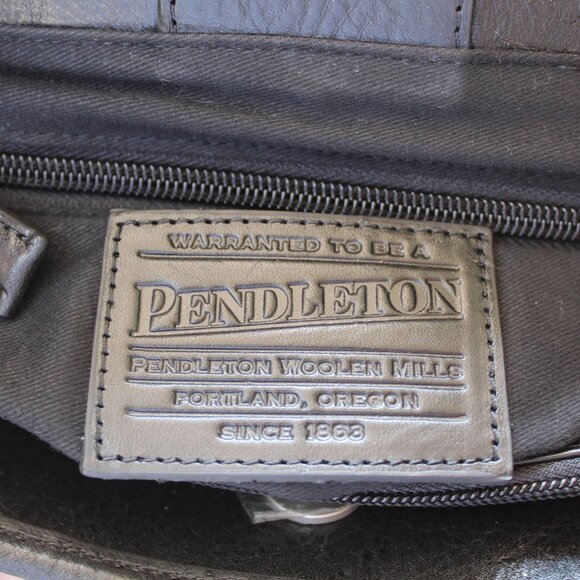 WARRANTED TO BE A
PENDLETON
PENDLETON WOOLEN MILLS
PORTLAND, OREGON
SINCE 1863